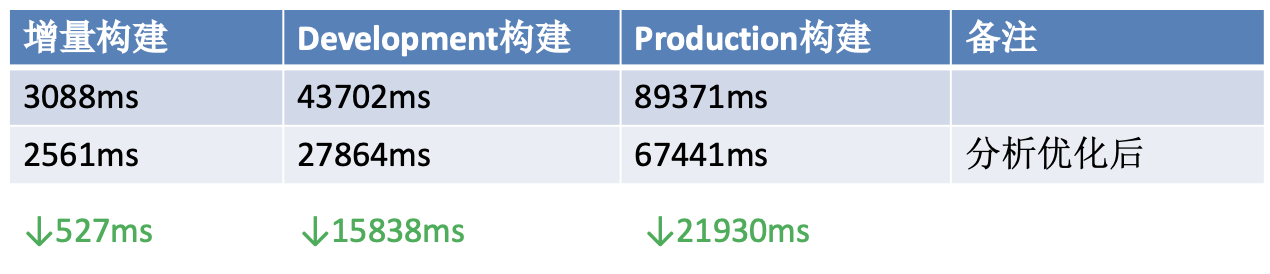 增量构建 Development构建 Production构建 备注
3088ms 43702ms 89371ms
2561ms 27864ms 67441ms 分析优化后
↓527ms ↓15838ms ↓21930ms